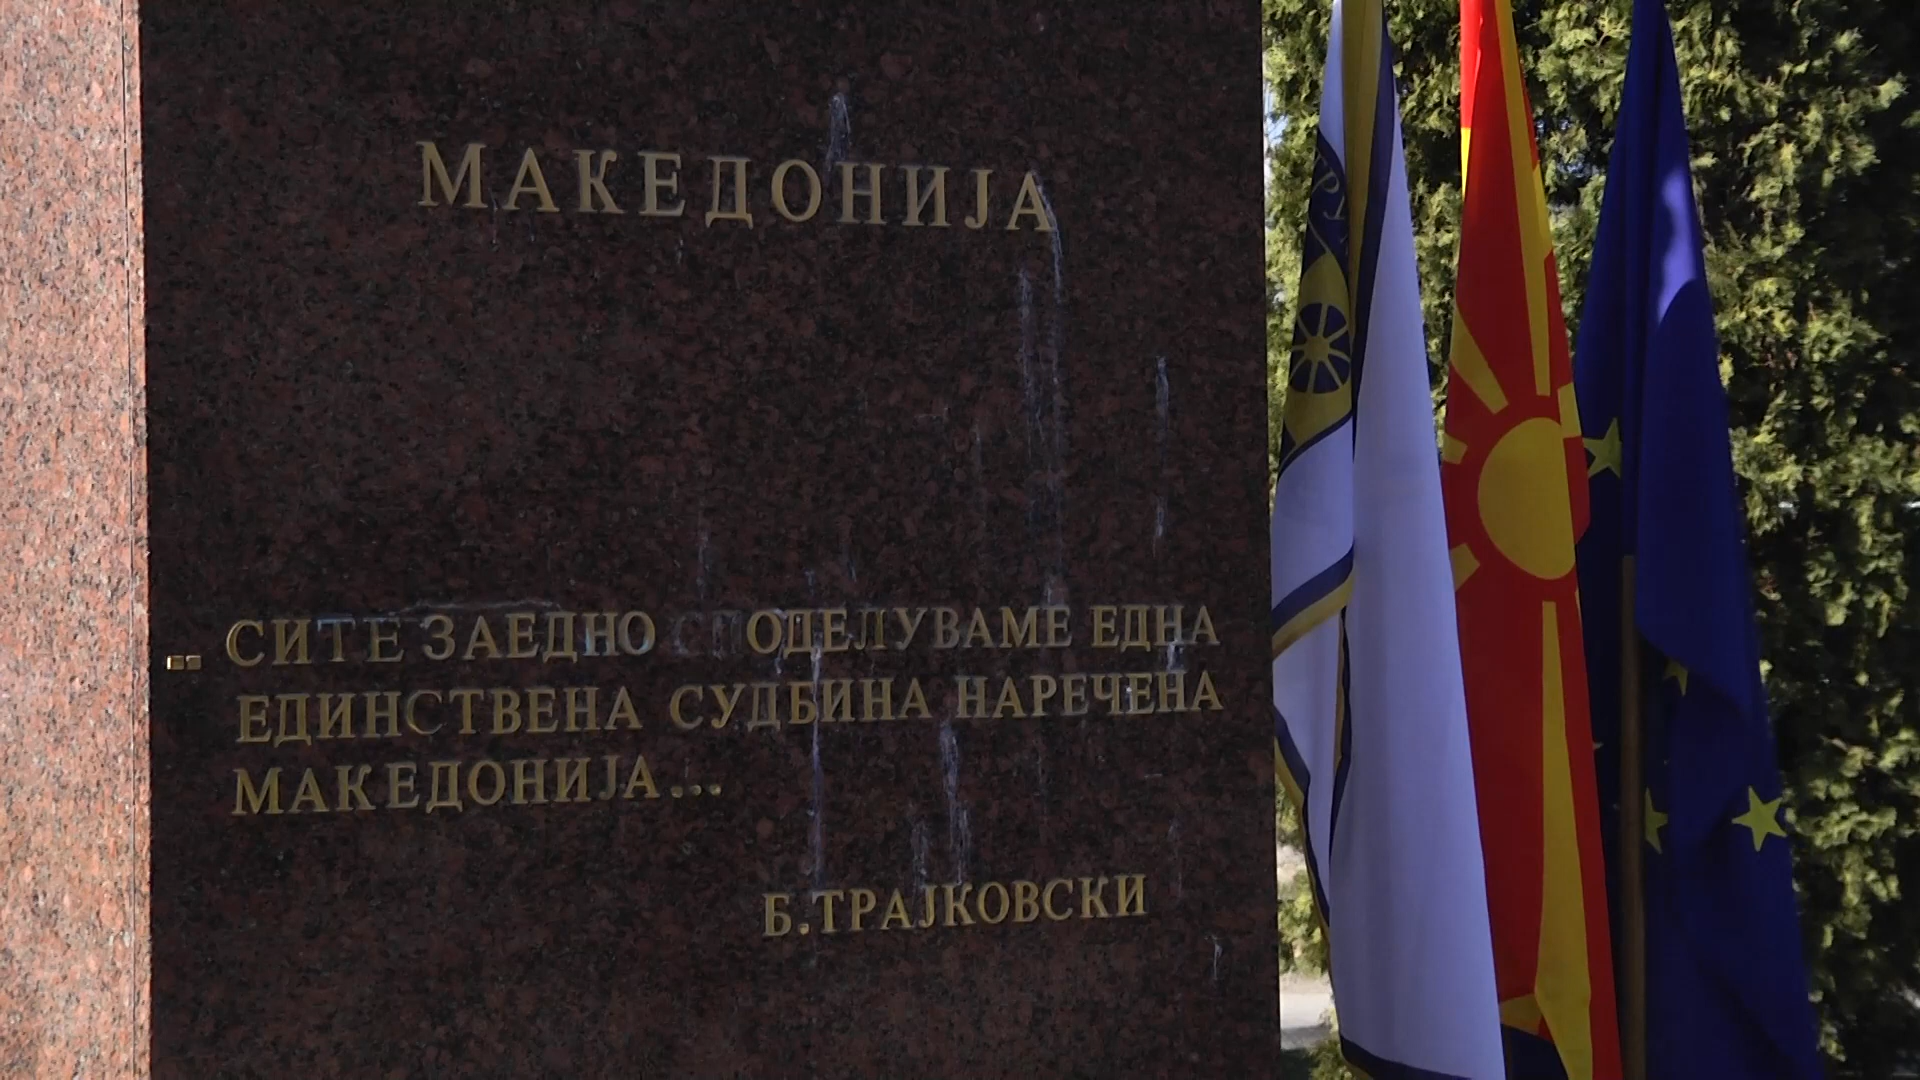 МАКЕДОНИЈА
.. СИТЕ ЗАЕДНО СПОДЕЛУВАМЕ ЕДНА
ЕДИНСТВЕНА СУДБИНА НАРЕЧЕНА
МАКЕДОНИЈА...
Б.ТРАЈКОВСКИ